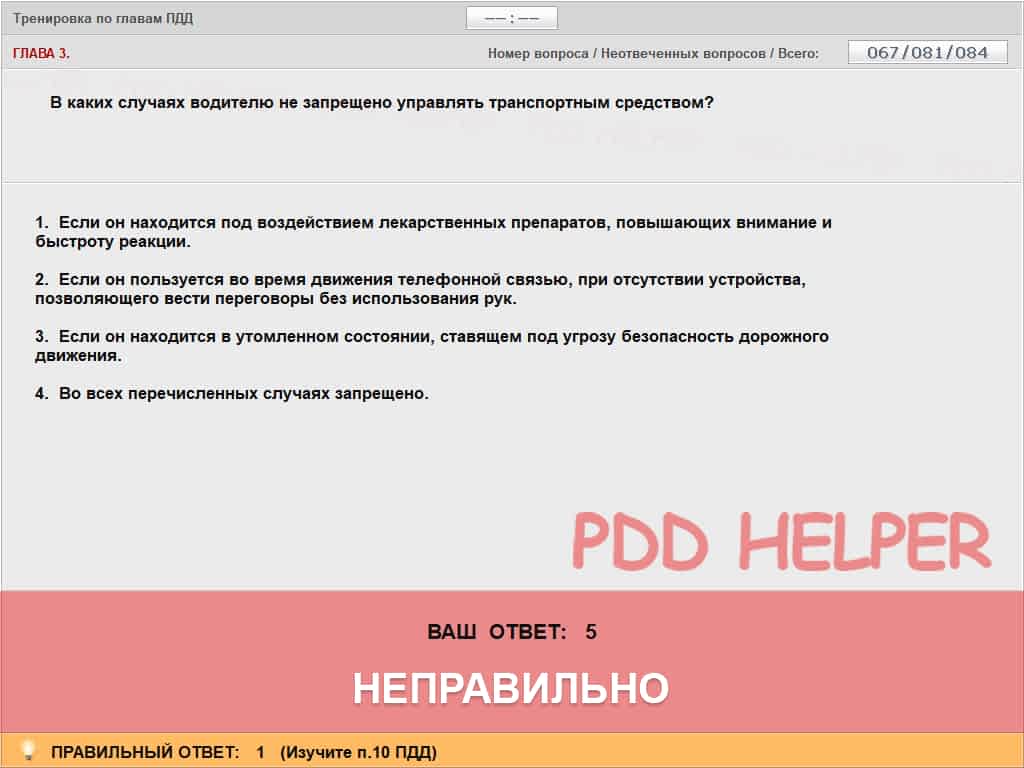 Тренировка по главам ПДД
—— : ——
ГЛАВА 3.
Номер вопроса / Неотвеченных вопросов / Всего:
067/081/084
В каких случаях водителю не запрещено управлять транспортным средством?
1. Если он находится под воздействием лекарственных препаратов, повышающих внимание и
быстроту реакции.
2. Если он пользуется во время движения телефонной связью, при отсутствии устройства,
позволяющего вести переговоры без использования рук.
3. Если он находится в утомленном состоянии, ставящем под угрозу безопасность дорожного
движения.
4. Во всех перечисленных случаях запрещено.
PDD HELPER
ВАШ ОТВЕТ: 5
НЕПРАВИЛЬНО
ПРАВИЛЬНЫЙ ОТВЕТ: 1 (Изучите п.10 ПДД)